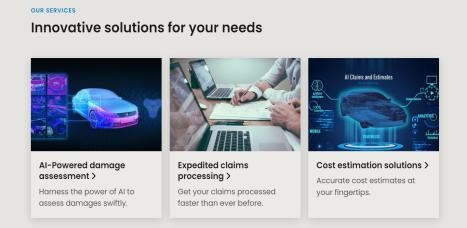 OUR SERVICES
Innovative solutions for your needs
AI Claims and Estimates
AI-Powered damage
assessment >
Harness the power of AI to
assess damages swiftly.
Expedited claims
processing >
Get your claims processed
faster than ever before.
Cost estimation solutions >
Accurate cost estimates at
your fingertips.